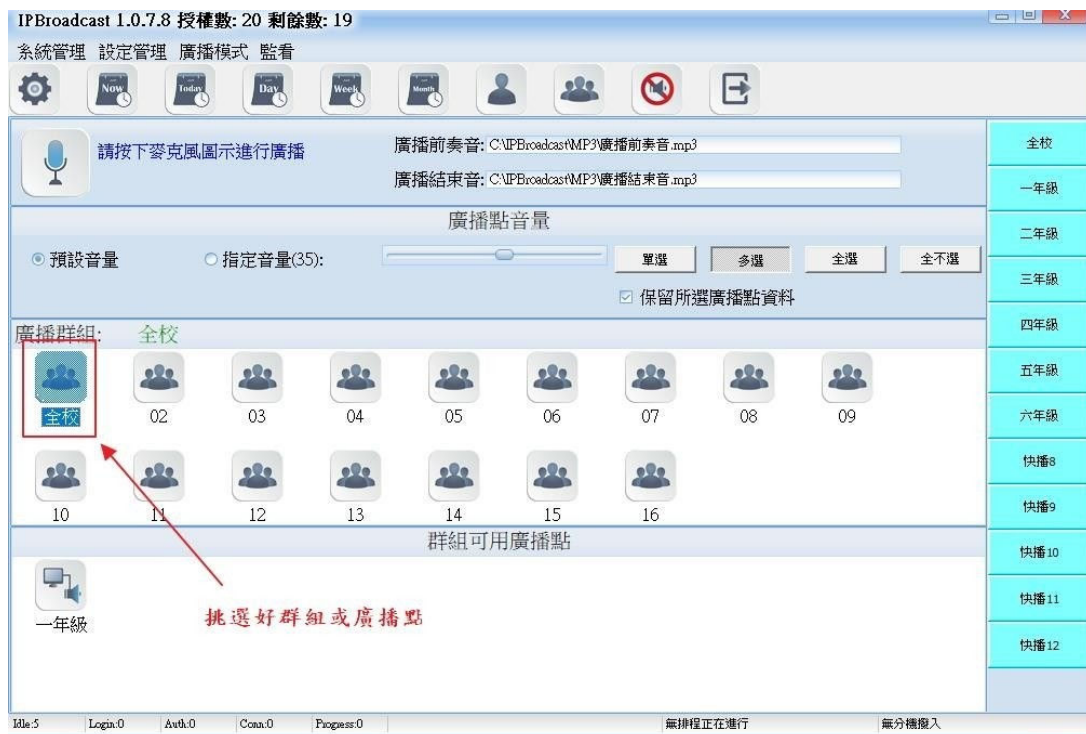 IPBroadcast 1.0.7.8 授權數: 20 剩餘數: 19
系統管理 設定管理 廣播模式 監看
Now Today Day Week Month
請按下麥克風圖示進行廣播
廣播前奏音: C:\IPBroadcast\MP3\廣播前奏音.mp3
廣播結束音: C:\IPBroadcast\MP3\廣播結束音.mp3
廣播點音量
預設音量 指定音量(35): 單選 多選 全選 全不選
保留所選廣播點資料
廣播群組: 全校
全校 02 03 04 05 06 07 08 09
10 11 12 13 14 15 16
群組可用廣播點
一年級
挑選好群組或廣播點
全校
一年級
二年級
三年級
四年級
五年級
六年級
快播8
快播9
快播10
快播11
快播12
Idle:5 Login:0 Auth:0 Conn:0 Progress:0 無排程正在進行 無分機撥入